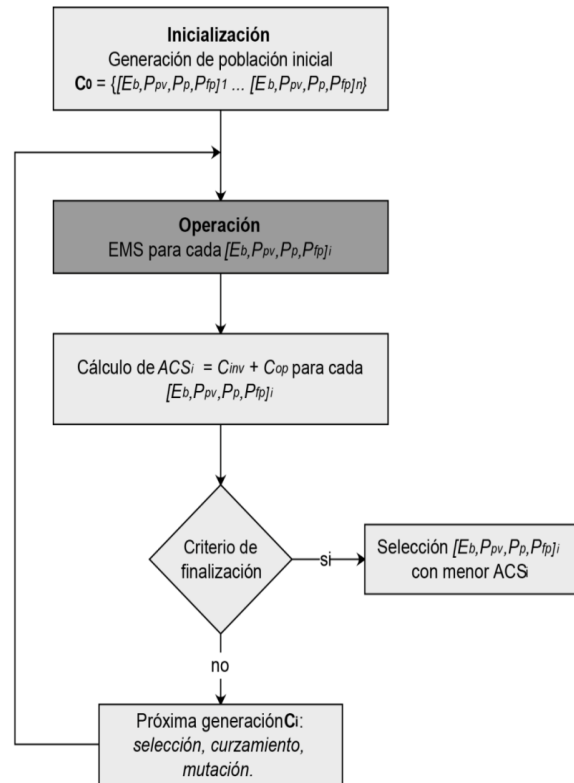 Inicialización
Generación de población inicial
C0 = {[Eb,Ppv,Pp,Pfp]1 ... [Eb,Ppv,Pp,Pfp]n}
Operación
EMS para cada [Eb,Ppv,Pp,Pfp]i
Cálculo de ACSi = Cinv + Cop para cada
[Eb,Ppv,Pp,Pfp]i
Criterio de
finalización
si
Selección [Eb,Ppv,Pp,Pfp]i
con menor ACSi
no
Próxima generaciónCi:
selección, curzamiento,
mutación.